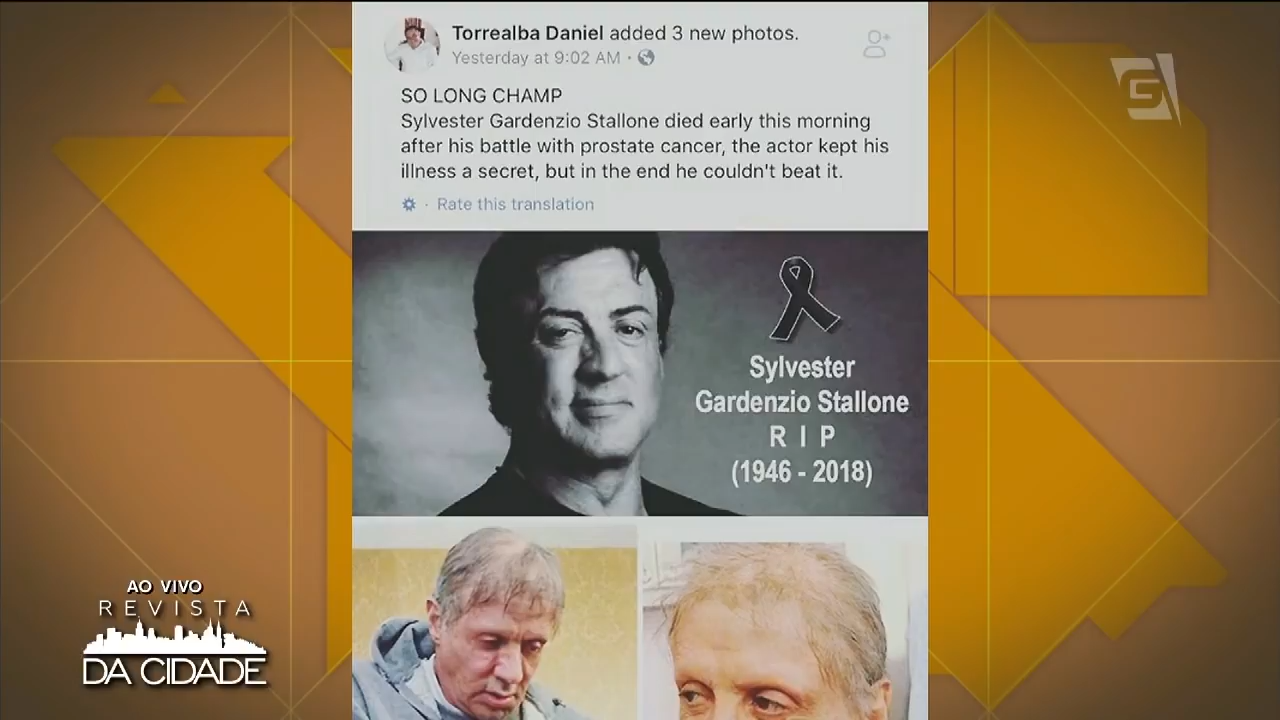 Torrealba Daniel added 3 new photos.
Yesterday at 9:02 AM ·
SO LONG CHAMP
Sylvester Gardenzio Stallone died early this morning
after his battle with prostate cancer, the actor kept his
illness a secret, but in the end he couldn't beat it.
· Rate this translation
Sylvester
Gardenzio Stallone
R I P
(1946 - 2018)
AO VIVO
REVISTA
DA CIDADE
G